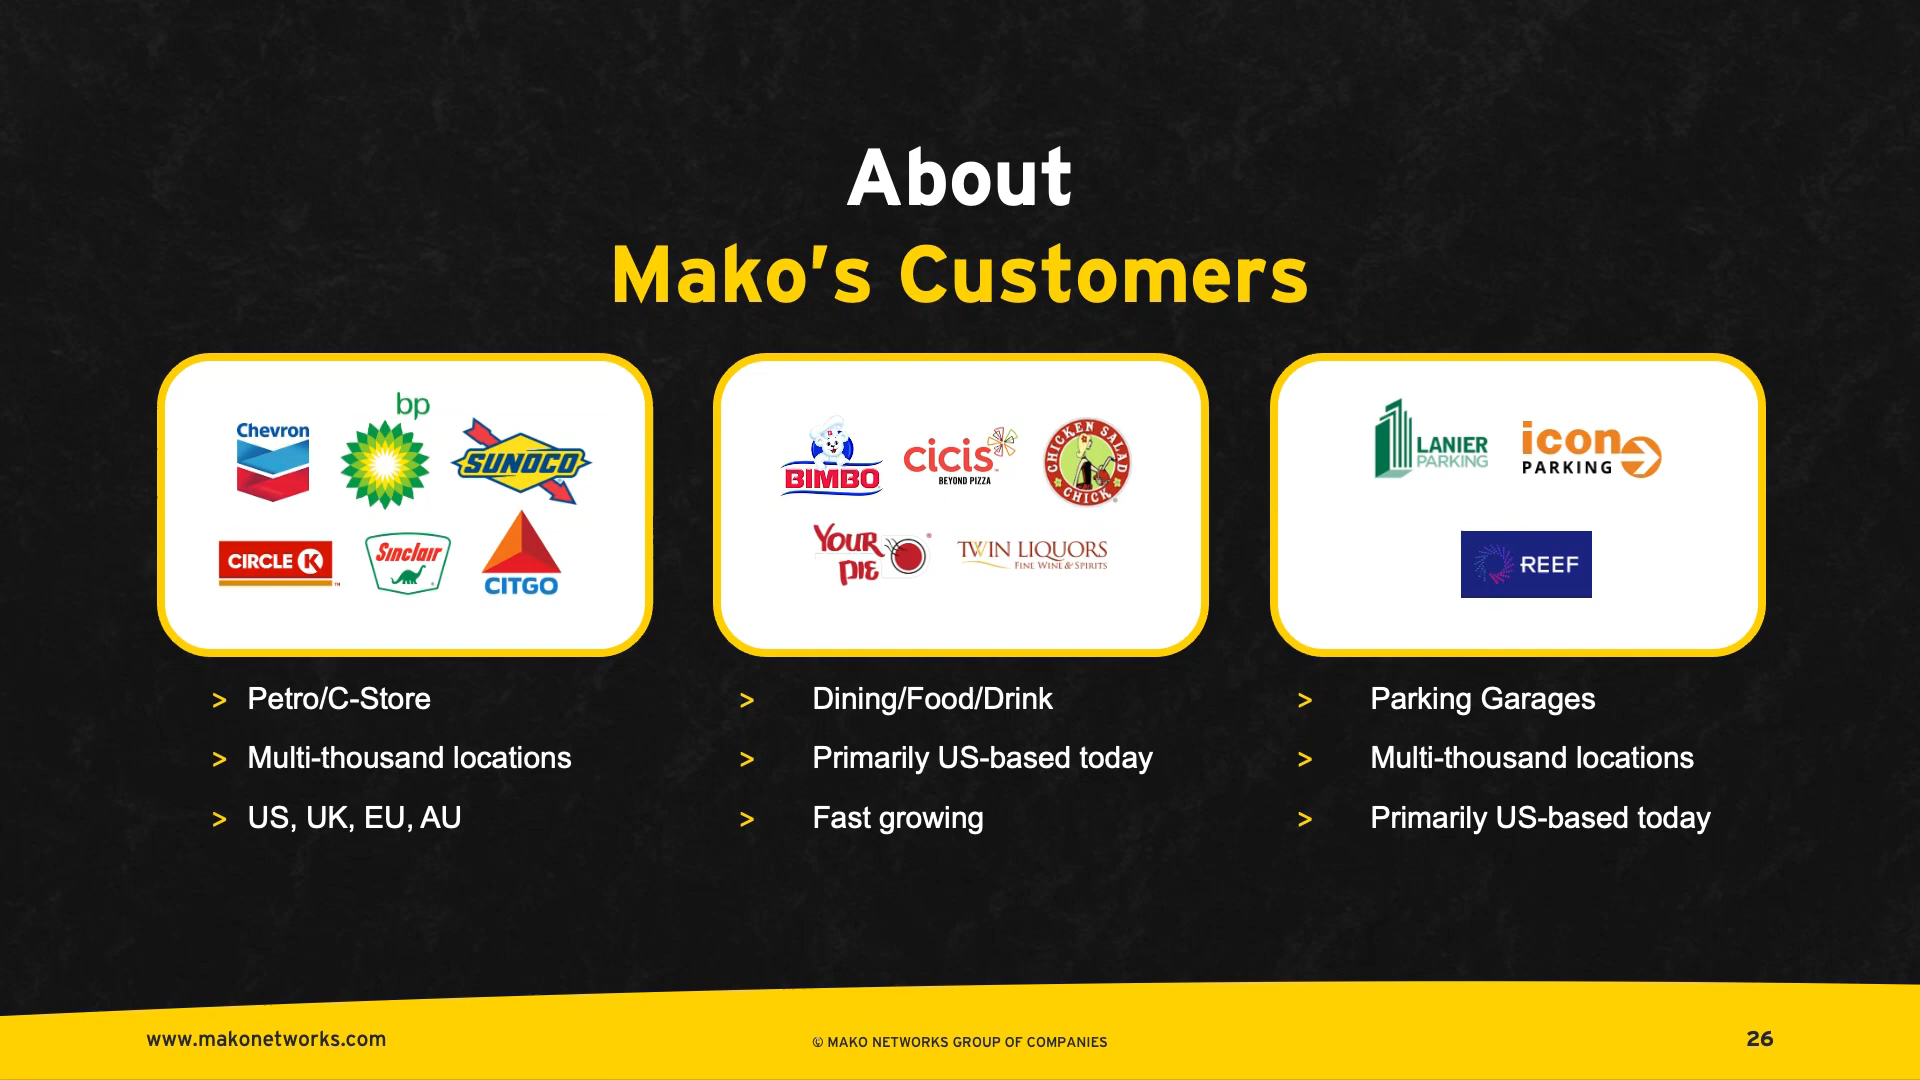 About
Mako's Customers
Chevron
bp
SUNOCO
CIRCLE K
TM
Sinclair
CITGO
BIMBO
cicis
BEYOND PIZZA
CHICKEN SALAD
CHICK
YOUR
PIE
TWIN LIQUORS
FINE WINE & SPIRITS
LANIER
PARKING
icon
PARKING
REEF
> Petro/C-Store
> Multi-thousand locations
> US, UK, EU, AU
> Dining/Food/Drink
> Primarily US-based today
> Fast growing
> Parking Garages
> Multi-thousand locations
> Primarily US-based today
www.makonetworks.com
© MAKO NETWORKS GROUP OF COMPANIES
26